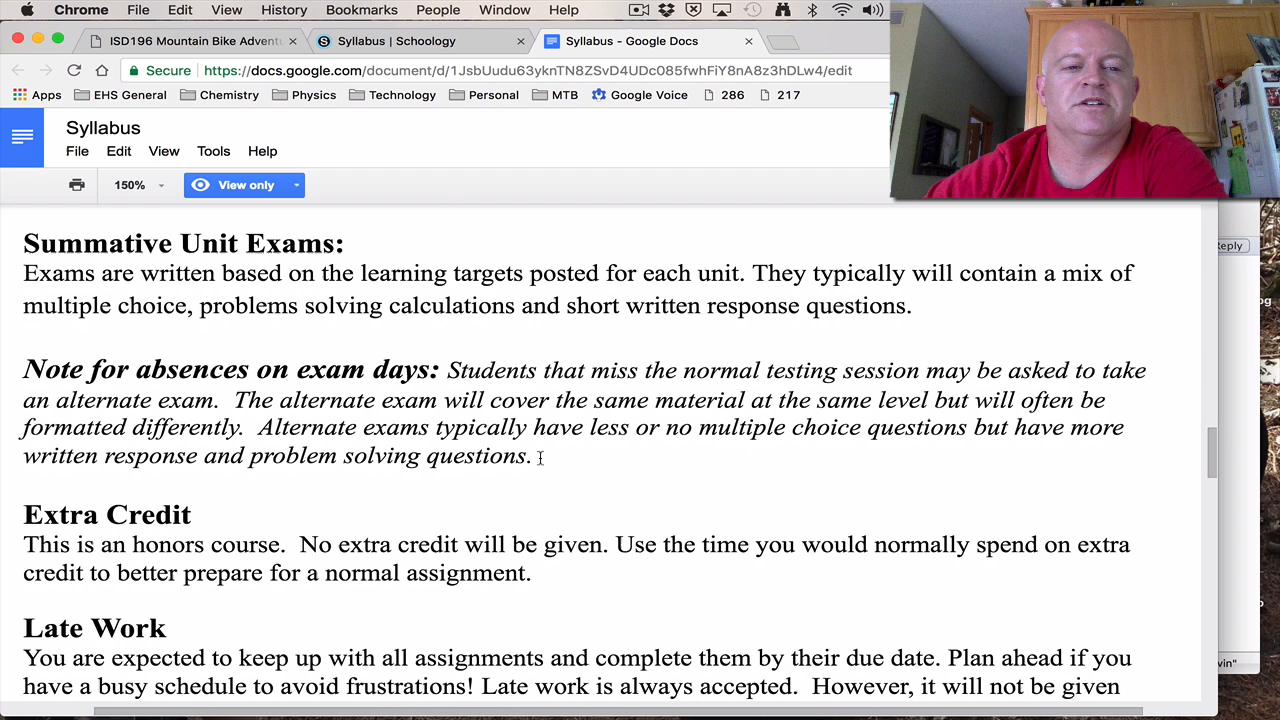 Chrome File Edit View History Bookmarks People Window Help
ISD196 Mountain Bike Advent
Syllabus | Schoology
Syllabus - Google Docs
Secure https://docs.google.com/document/d/1JsbUudu63yknTN8ZSvD4UDc085fwhFiY8nA8z3hDLw4/edit
Apps EHS General Chemistry Physics Technology Personal MTB Google Voice 286 217
Syllabus
File Edit View Tools Help
150% View only
Reply
Summative Unit Exams:
Exams are written based on the learning targets posted for each unit. They typically will contain a mix of
multiple choice, problems solving calculations and short written response questions.
Note for absences on exam days: Students that miss the normal testing session may be asked to take
an alternate exam. The alternate exam will cover the same material at the same level but will often be
formatted differently. Alternate exams typically have less or no multiple choice questions but have more
written response and problem solving questions.
Extra Credit
This is an honors course. No extra credit will be given. Use the time you would normally spend on extra
credit to better prepare for a normal assignment.
Late Work
You are expected to keep up with all assignments and complete them by their due date. Plan ahead if you
vin"
have a busy schedule to avoid frustrations! Late work is always accepted. However, it will not be given